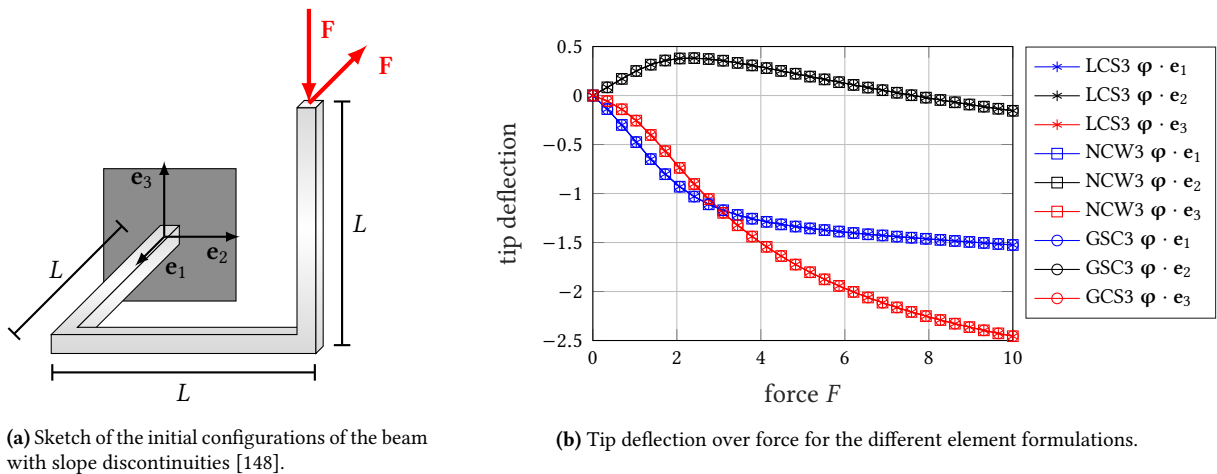 F
F
e₃
e₂
e₁
L
L
L
(a) Sketch of the initial configurations of the beam
with slope discontinuities [148].
0.5
0
−0.5
−1
−1.5
−2
−2.5
tip deflection
0
2
4
6
8
10
force F
LCS3 φ · e₁
LCS3 φ · e₂
LCS3 φ · e₃
NCW3 φ · e₁
NCW3 φ · e₂
NCW3 φ · e₃
GSC3 φ · e₁
GSC3 φ · e₂
GCS3 φ · e₃
(b) Tip deflection over force for the different element formulations.